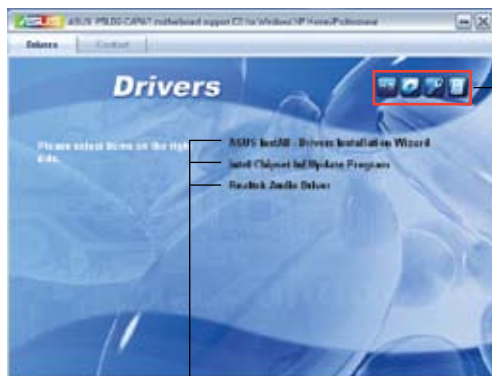 ASUS P5LD2-C/IPAT motherboard support CD for Windows XP Home/Professional
Drivers Contact
Drivers
Please select items on the right side.
ASUS InstAll - Drivers Installation Wizard
Intel Chipset Inf Update Program
Realtek Audio Driver